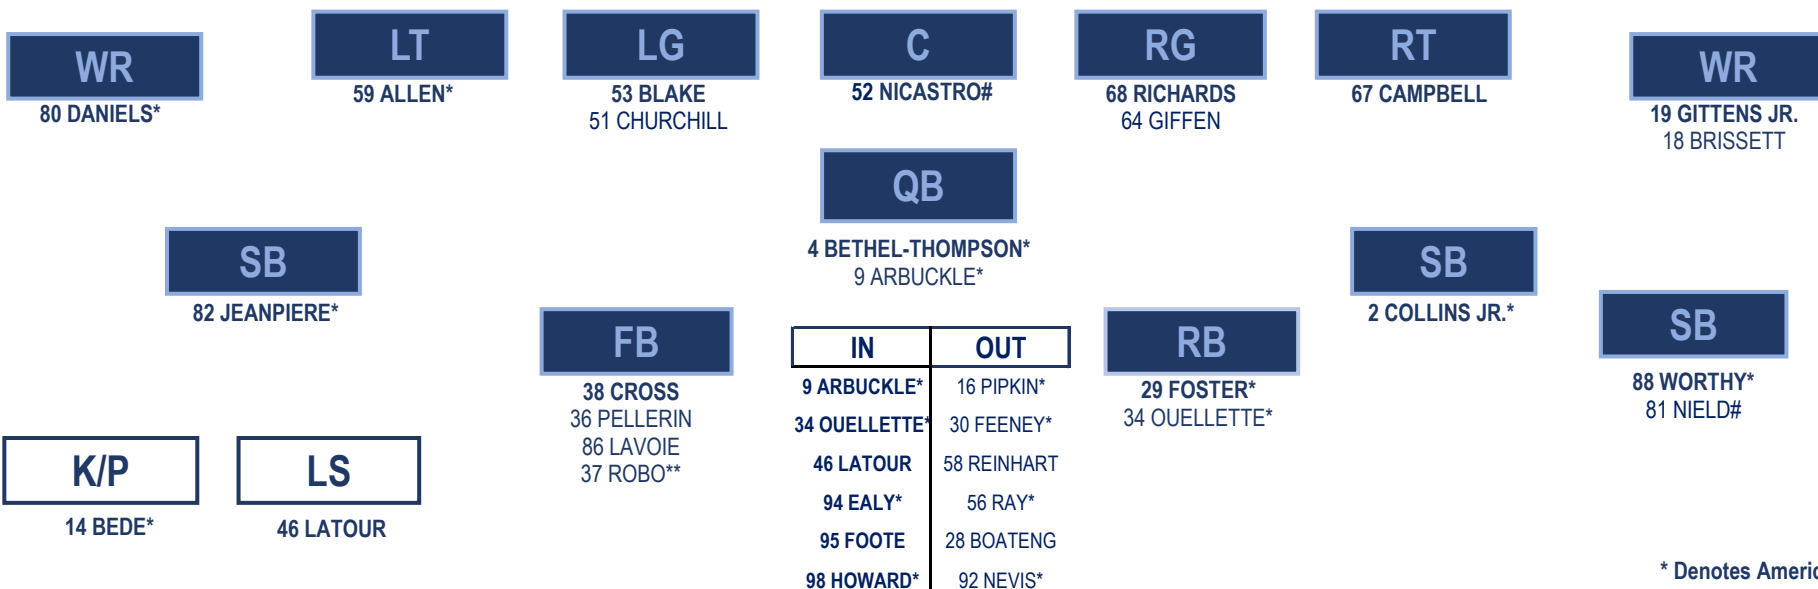 WR
80 DANIELS*
LT
59 ALLEN*
LG
53 BLAKE
51 CHURCHILL
C
52 NICASTRO#
RG
68 RICHARDS
64 GIFFEN
RT
67 CAMPBELL
WR
19 GITTENS JR.
18 BRISSETT
QB
4 BETHEL-THOMPSON*
9 ARBUCKLE*
SB
82 JEANPIERE*
SB
2 COLLINS JR.*
SB
88 WORTHY*
81 NIELD#
FB
38 CROSS
36 PELLERIN
86 LAVOIE
37 ROBO**
IN OUT
9 ARBUCKLE* 16 PIPKIN*
34 OUELLETTE* 30 FEENEY*
46 LATOUR 58 REINHART
94 EALY* 56 RAY*
95 FOOTE 28 BOATENG
98 HOWARD* 92 NEVIS*
RB
29 FOSTER*
34 OUELLETTE*
K/P
14 BEDE*
LS
46 LATOUR
* Denotes Americ